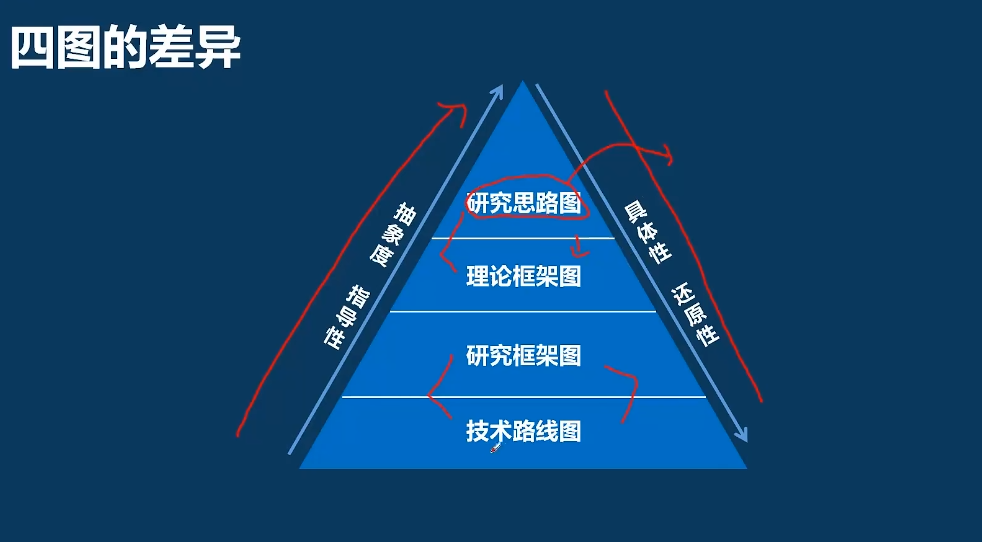 四图的差异
研究思路图
理论框架图
研究框架图
技术路线图
抽象度 指导性
具体性 还原性